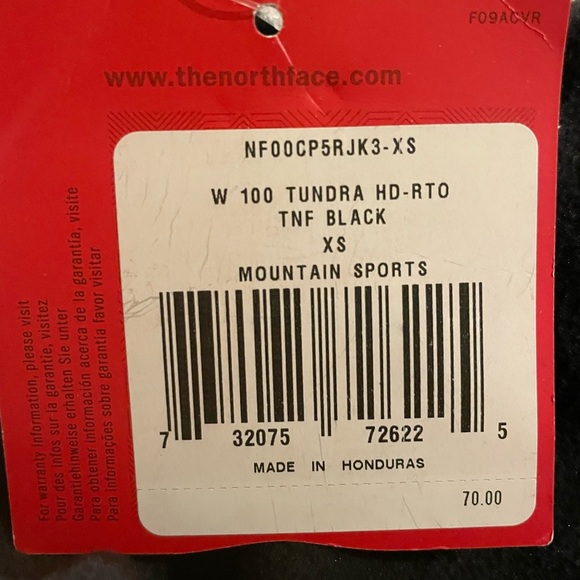 F09ACVR
www.thenorthface.com
NF00CP5RJK3-XS
W 100 TUNDRA HD-RTO
TNF BLACK
XS
MOUNTAIN SPORTS
7 32075 72622 5
MADE IN HONDURAS
70.00
For warranty information, please visit
Pour des infos sur la garantie, visitez
Garantiehinweise erhalten Sie unter
Para obtener información acerca de la garantía, visite
Para informações sobre garantia favor visitar